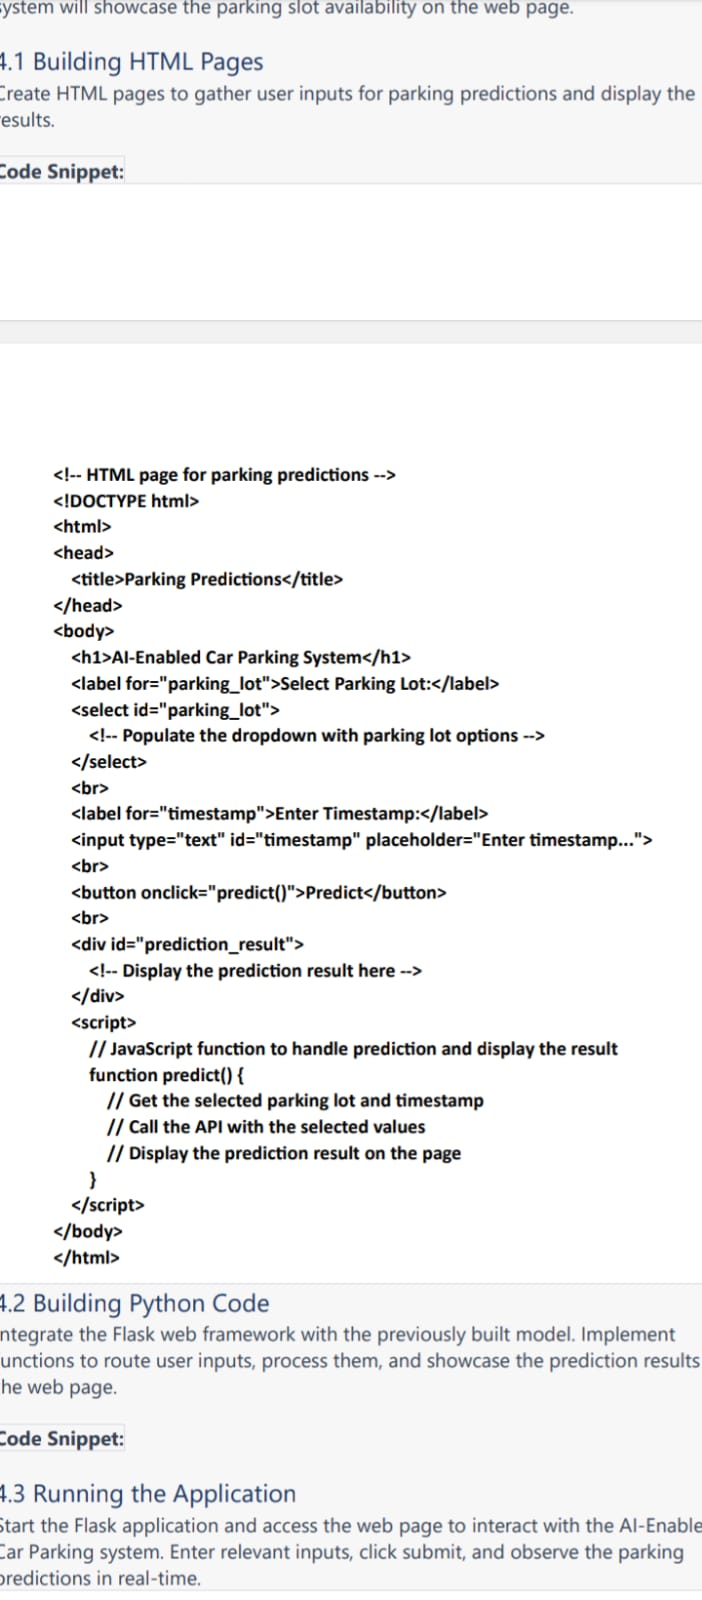 system will showcase the parking slot availability on the web page.
4.1 Building HTML Pages
Create HTML pages to gather user inputs for parking predictions and display the
results.
Code Snippet:
<!-- HTML page for parking predictions -->
<!DOCTYPE html>
<html>
<head>
<title>Parking Predictions</title>
</head>
<body>
<h1>AI-Enabled Car Parking System</h1>
<label for="parking_lot">Select Parking Lot:</label>
<select id="parking_lot">
<!-- Populate the dropdown with parking lot options -->
</select>
<br>
<label for="timestamp">Enter Timestamp:</label>
<input type="text" id="timestamp" placeholder="Enter timestamp...">
<br>
<button onclick="predict()">Predict</button>
<br>
<div id="prediction_result">
<!-- Display the prediction result here -->
</div>
<script>
// JavaScript function to handle prediction and display the result
function predict() {
// Get the selected parking lot and timestamp
// Call the API with the selected values
// Display the prediction result on the page
}
</script>
</body>
</html>
4.2 Building Python Code
ntegrate the Flask web framework with the previously built model. Implement
unctions to route user inputs, process them, and showcase the prediction results
he web page.
Code Snippet:
4.3 Running the Application
Start the Flask application and access the web page to interact with the AI-Enable
Car Parking system. Enter relevant inputs, click submit, and observe the parking
predictions in real-time.